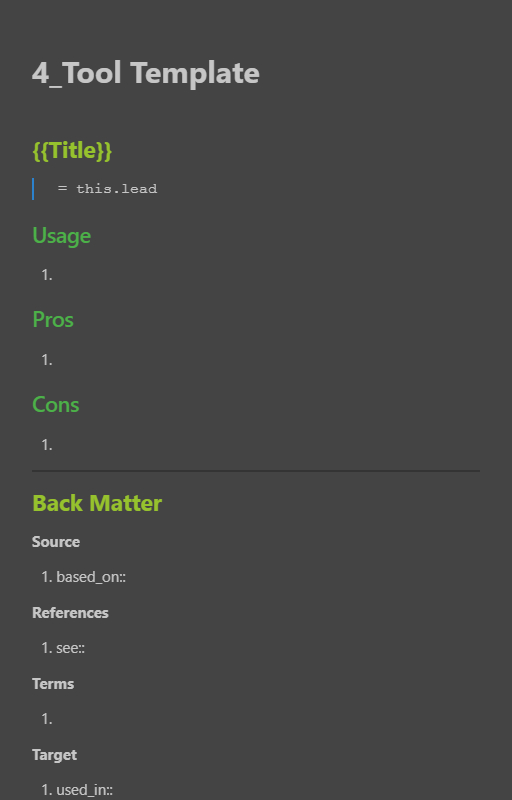 4_Tool Template
{{Title}}
= this.lead
Usage
1.
Pros
1.
Cons
1.
Back Matter
Source
1. based_on::
References
1. see::
Terms
1.
Target
1. used_in::